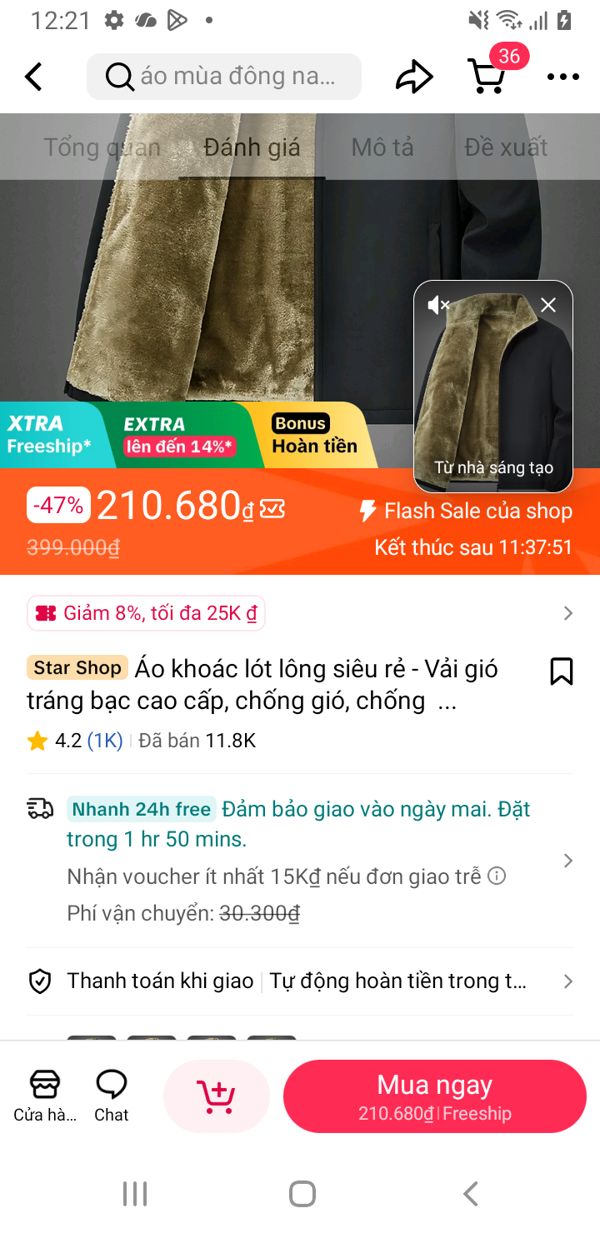 12:21
áo mùa đông na...
36
Tổng quan Đánh giá Mô tả Đề xuất
XTRA
Freeship*
EXTRA
lên đến 14%*
Bonus
Hoàn tiền
Từ nhà sáng tạo
-47% 210.680₫
Flash Sale của shop
399.000₫
Kết thúc sau 11:37:51
Giảm 8%, tối đa 25K ₫
Star Shop Áo khoác lót lông siêu rẻ - Vải gió
tráng bạc cao cấp, chống gió, chống ...
4.2 (1K) Đã bán 11.8K
Nhanh 24h free Đảm bảo giao vào ngày mai. Đặt
trong 1 hr 50 mins.
Nhận voucher ít nhất 15K₫ nếu đơn giao trễ
Phí vận chuyển: 30.300₫
Thanh toán khi giao | Tự động hoàn tiền trong t...
Cửa hà...
Chat
Mua ngay
210.680₫ | Freeship